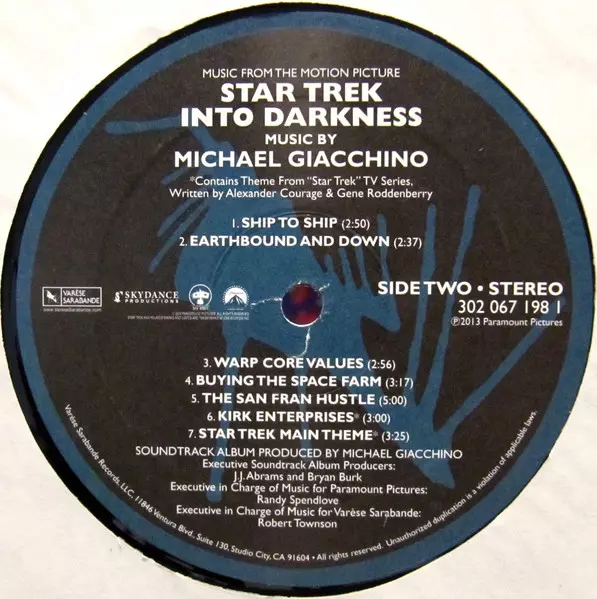 MUSIC FROM THE MOTION PICTURE
STAR TREK
INTO DARKNESS
MUSIC BY
MICHAEL GIACCHINO
*Contains Theme From "Star Trek" TV Series,
Written by Alexander Courage & Gene Roddenberry
1. SHIP TO SHIP (2:50)
2. EARTHBOUND AND DOWN (2:37)
VARÈSE
SARABANDE
www.varesesarabande.com
SKYDANCE
PRODUCTIONS
SIDE TWO • STEREO
302 067 198 1
Ⓟ2013 Paramount Pictures
3. WARP CORE VALUES (2:56)
4. BUYING THE SPACE FARM (3:17)
5. THE SAN FRAN HUSTLE (5:00)
6. KIRK ENTERPRISES* (3:00)
7. STAR TREK MAIN THEME* (3:25)
SOUNDTRACK ALBUM PRODUCED BY MICHAEL GIACCHINO
Executive Soundtrack Album Producers:
J.J. Abrams and Bryan Burk
Executive in Charge of Music for Paramount Pictures:
Randy Spendlove
Executive in Charge of Music for Varèse Sarabande:
Robert Townson
Varèse Sarabande Records, LLC, 11846 Ventura Blvd., Suite 130, Studio City, CA 91604 • All rights reserved. Unauthorized duplication is a violation of applicable laws.